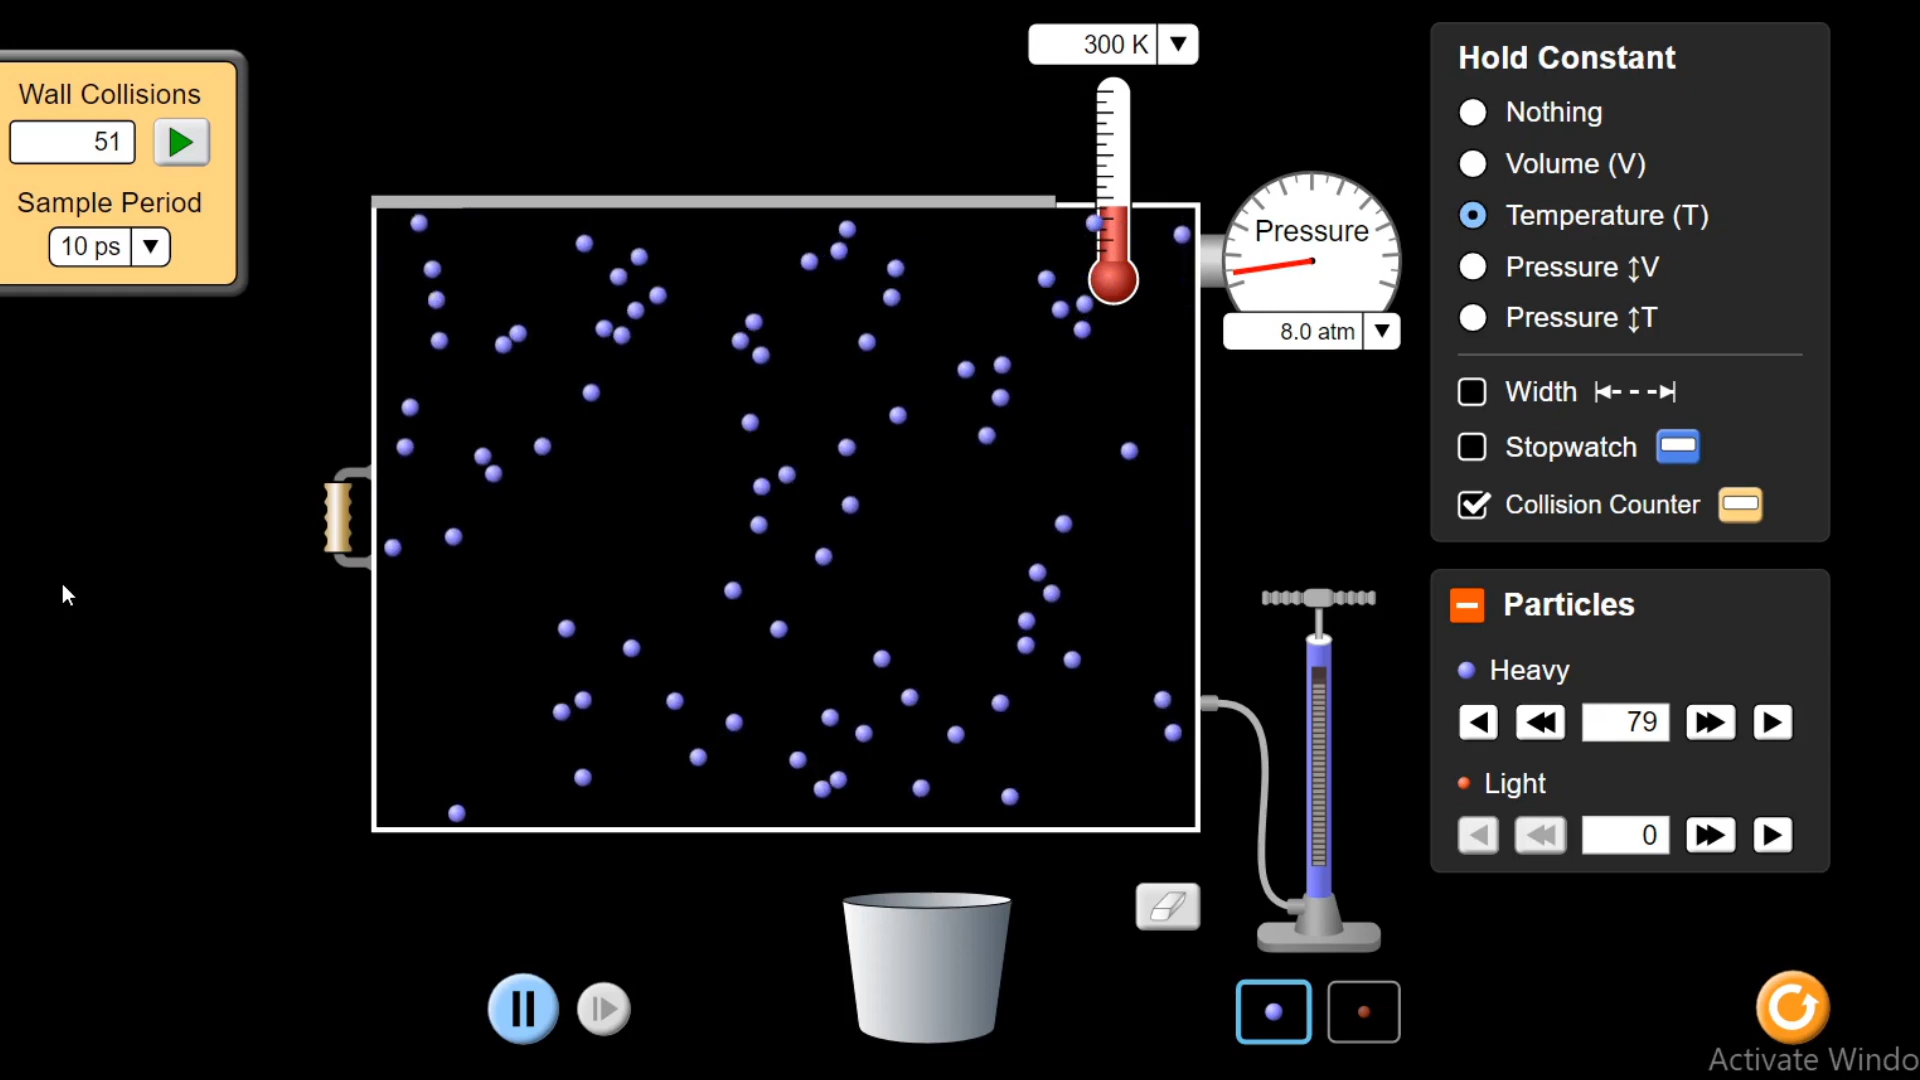 Wall Collisions
51
Sample Period
10 ps
300 K
Pressure
8.0 atm
Hold Constant
Nothing
Volume (V)
Temperature (T)
Pressure ↕V
Pressure ↕T
Width
Stopwatch
Collision Counter
Particles
Heavy
79
Light
0
Activate Windo